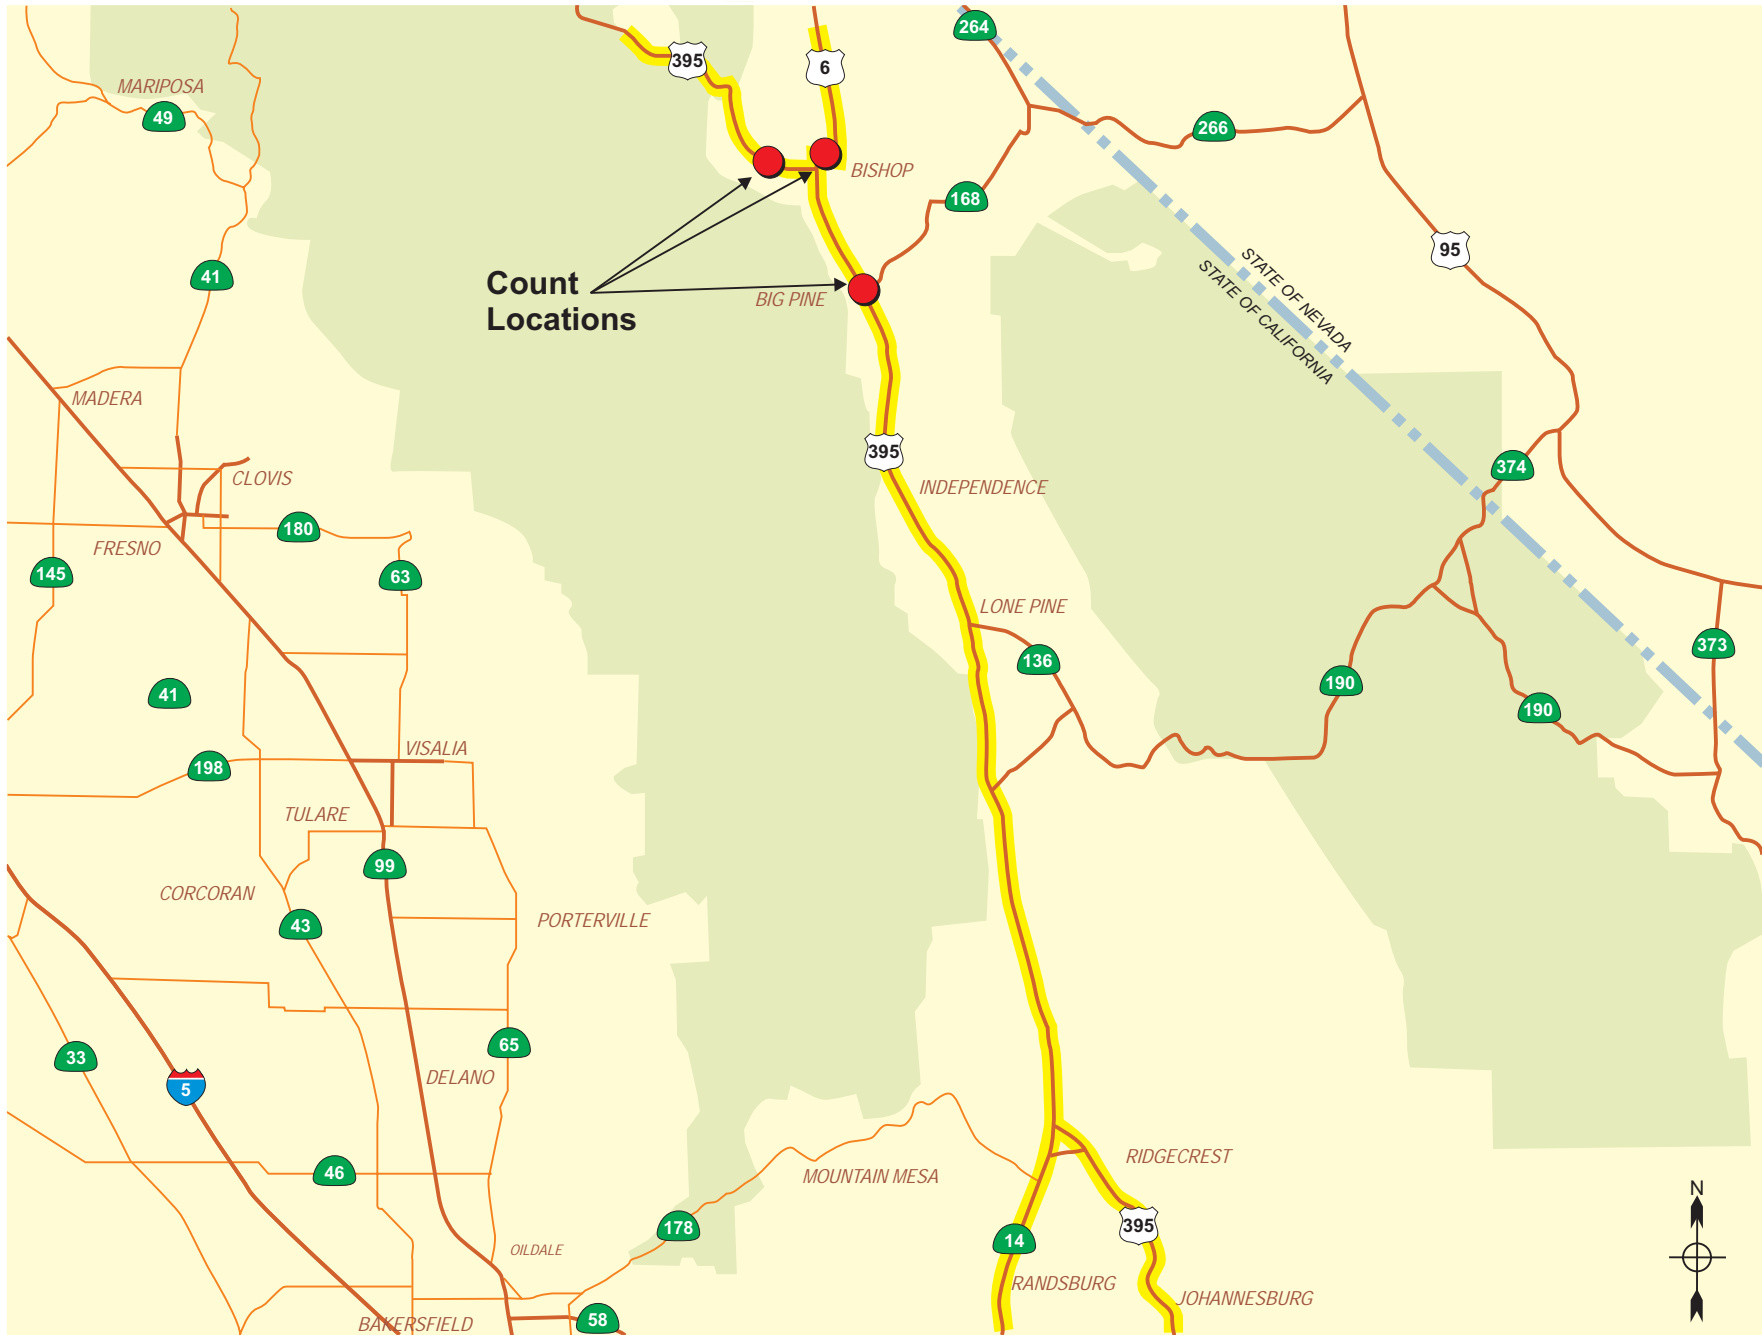 264
395
6
MARIPOSA
49
266
BISHOP
168
95
41
STATE OF NEVADA
STATE OF CALIFORNIA
Count
Locations
BIG PINE
MADERA
395
374
CLOVIS
INDEPENDENCE
180
FRESNO
145
63
LONE PINE
136
373
41
190
190
VISALIA
198
TULARE
99
CORCORAN
43
PORTERVILLE
65
33
DELANO
5
46
MOUNTAIN MESA
RIDGECREST
N
178
395
14
OILDALE
RANDSBURG
JOHANNESBURG
58
BAKERSFIELD